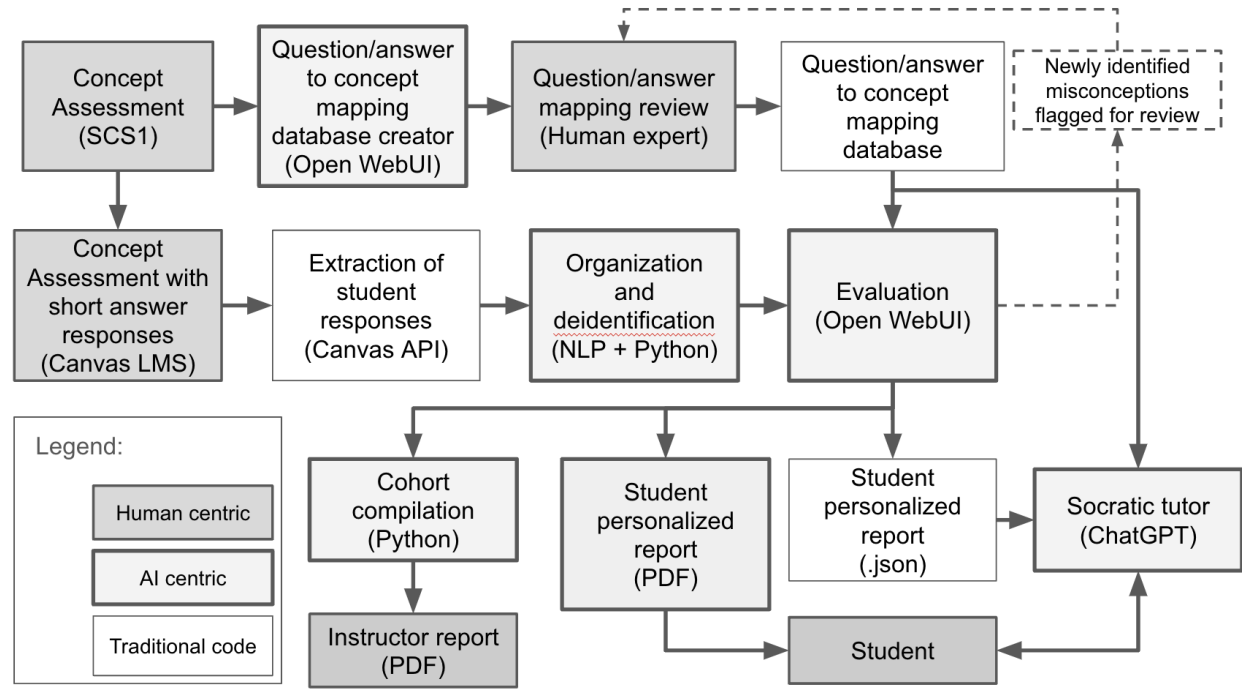 Concept
Assessment
(SCS1)
Question/answer
to concept
mapping
database creator
(Open WebUI)
Question/answer
mapping review
(Human expert)
Question/answer
to concept
mapping
database
Newly identified
misconceptions
flagged for review
Concept
Assessment with
short answer
responses
(Canvas LMS)
Extraction of
student
responses
(Canvas API)
Organization
and
deidentification
(NLP + Python)
Evaluation
(Open WebUI)
Legend:
Human centric
AI centric
Traditional code
Cohort
compilation
(Python)
Student
personalized
report
(PDF)
Student
personalized
report
(.json)
Socratic tutor
(ChatGPT)
Instructor report
(PDF)
Student